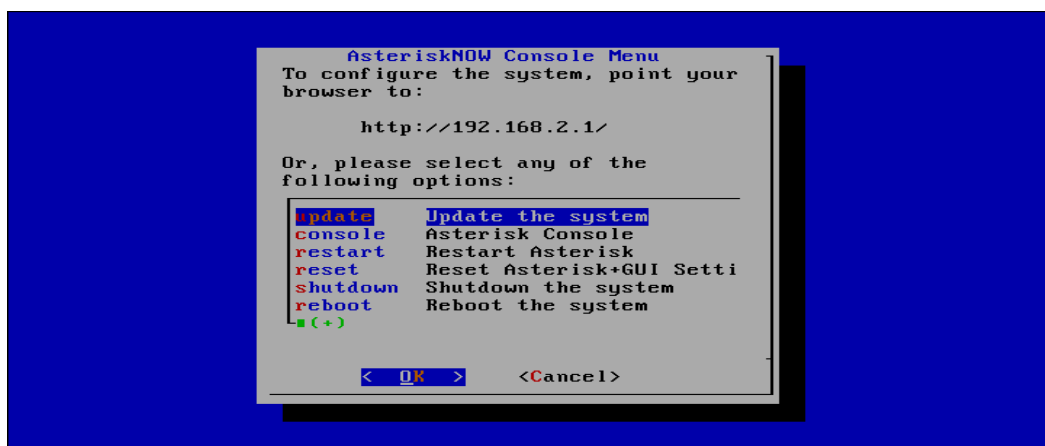 AsteriskNOW Console Menu
To configure the system, point your
browser to:
http://192.168.2.1/
Or, please select any of the
following options:
update Update the system
console Asterisk Console
restart Restart Asterisk
reset Reset Asterisk+GUI Setti
shutdown Shutdown the system
reboot Reboot the system
(+)
< OK > <Cancel>